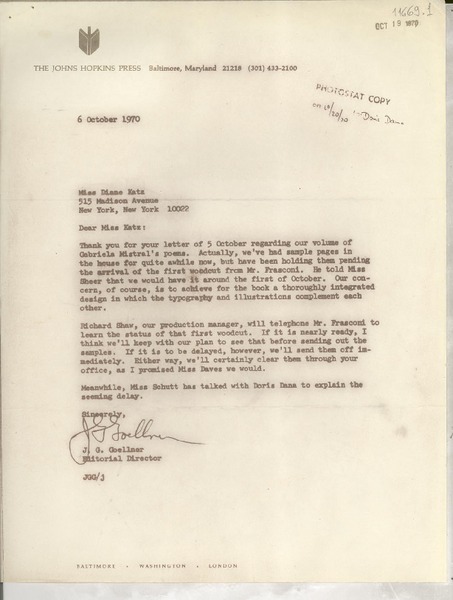 11669.1
OCT 19 1970
THE JOHNS HOPKINS PRESS Baltimore, Maryland 21218 (301) 433-2100
PHOTOSTAT COPY
on 10/20/70 to Doris Dana
6 October 1970
Miss Diane Katz
515 Madison Avenue
New York, New York 10022
Dear Miss Katz:
Thank you for your letter of 5 October regarding our volume of
Gabriela Mistral's poems. Actually, we've had sample pages in
the house for quite awhile now, but have been holding them pending
the arrival of the first woodcut from Mr. Frasconi. He told Miss
Sheer that we would have it around the first of October. Our con-
cern, of course, is to achieve for the book a thoroughly integrated
design in which the typography and illustrations complement each
other.
Richard Shaw, our production manager, will telephone Mr. Frasconi to
learn the status of that first woodcut. If it is nearly ready, I
think we'll keep with our plan to see that before sending out the
samples. If it is to be delayed, however, we'll send them off im-
mediately. Either way, we'll certainly clear them through your
office, as I promised Miss Daves we would.
Meanwhile, Miss Schutt has talked with Doris Dana to explain the
seeming delay.
Sincerely,
J G Goellner
J. G. Goellner
Editorial Director
JGG/j
BALTIMORE • WASHINGTON • LONDON